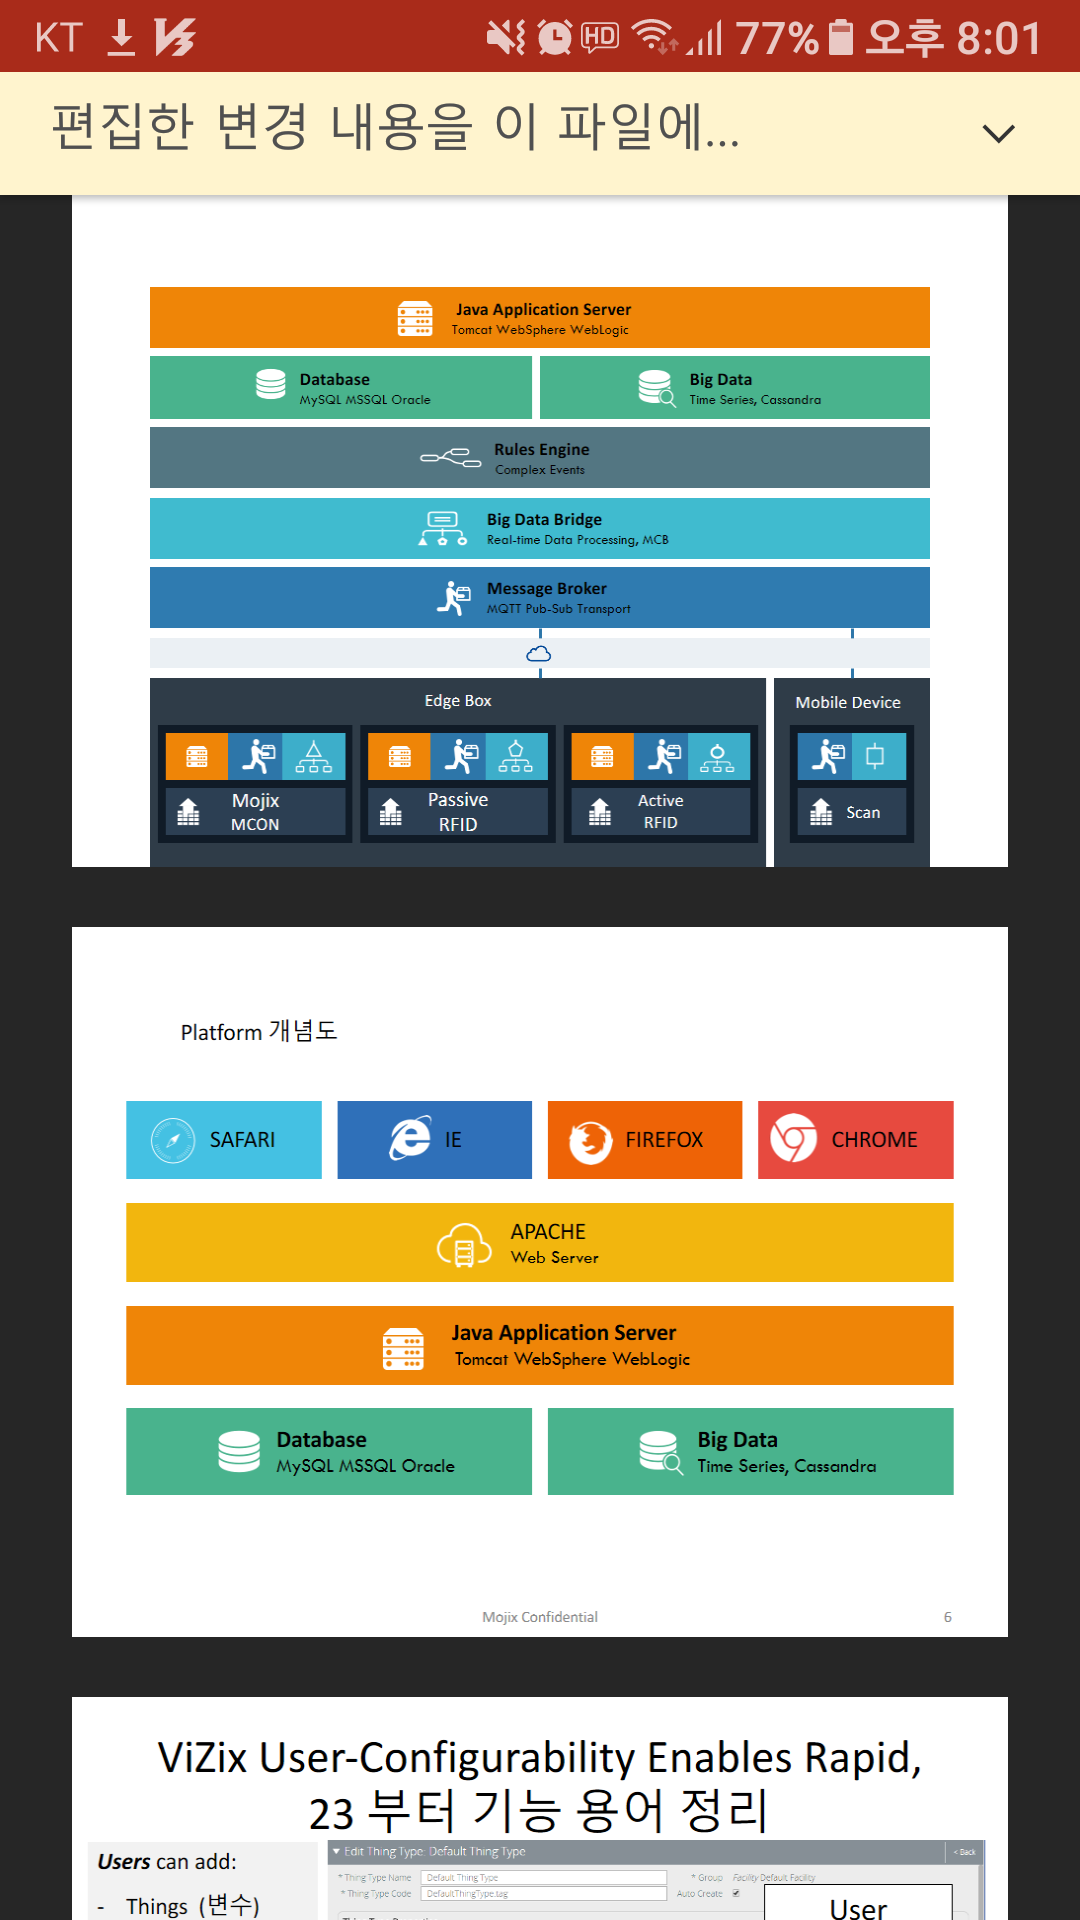 KT HD 77% 오후 8:01
편집한 변경 내용을 이 파일에...
Java Application Server
Tomcat WebSphere WebLogic
Database
MySQL MSSQL Oracle
Big Data
Time Series, Cassandra
Rules Engine
Complex Events
Big Data Bridge
Real-time Data Processing, MCB
Message Broker
MQTT Pub-Sub Transport
Edge Box
Mobile Device
Mojix
MCON
Passive
RFID
Active
RFID
Scan
Platform 개념도
SAFARI
IE
FIREFOX
CHROME
APACHE
Web Server
Java Application Server
Tomcat WebSphere WebLogic
Database
MySQL MSSQL Oracle
Big Data
Time Series, Cassandra
Mojix Confidential
6
ViZix User-Configurability Enables Rapid,
23 부터 기능 용어 정리
Users can add:
- Things (변수)
Edit Thing Type: Default Thing Type
< Back
* Thing Type Name Default Thing Type
* Group Facility Default Facility
* Thing Type Code DefaultThingType.tag
Auto Create
User